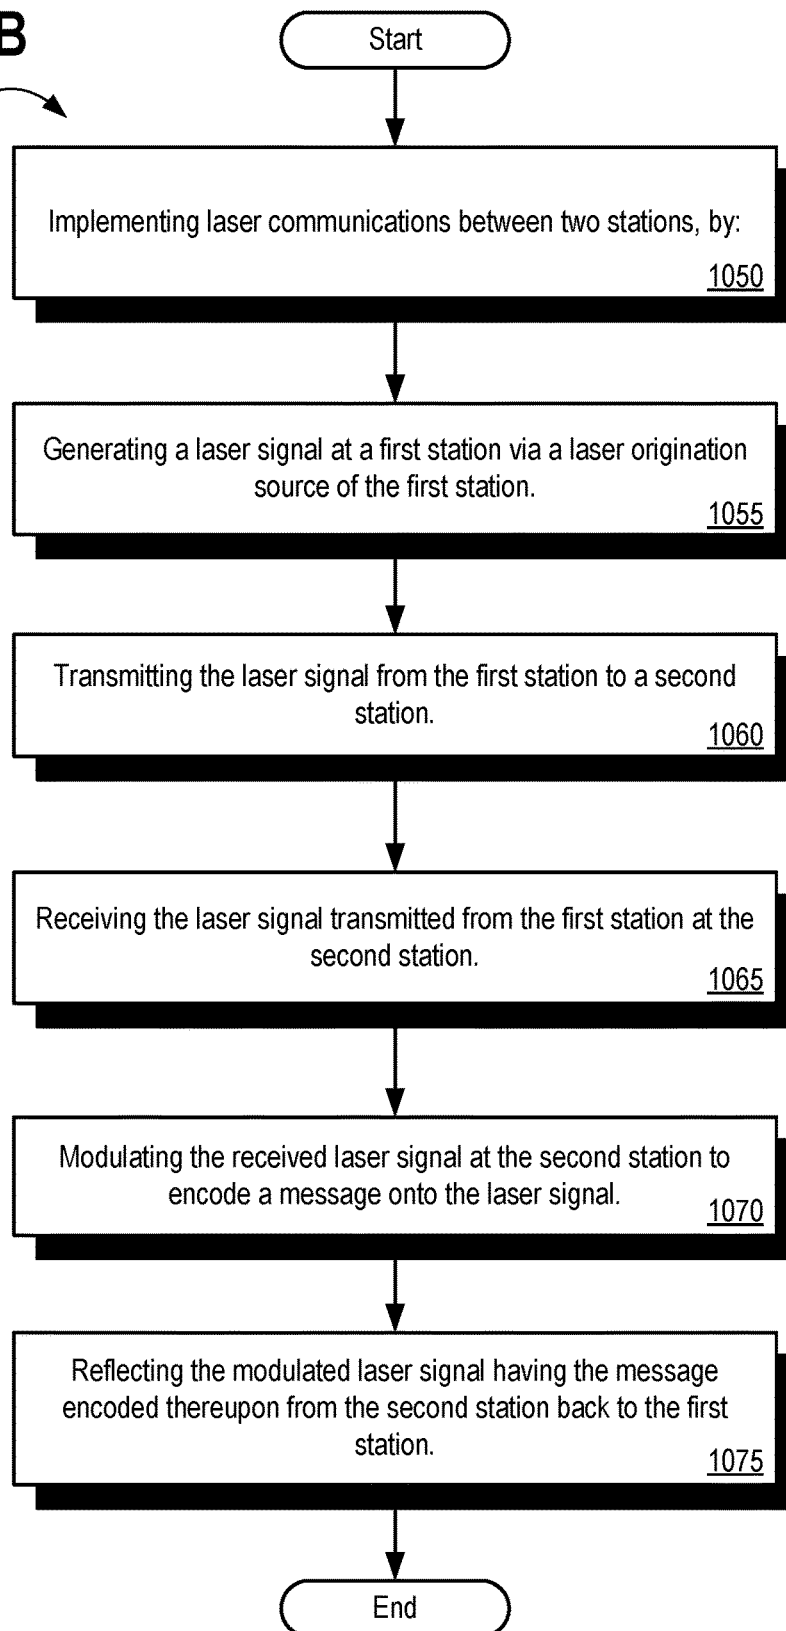 B
Start
Implementing laser communications between two stations, by:
1050
Generating a laser signal at a first station via a laser origination
source of the first station.
1055
Transmitting the laser signal from the first station to a second
station.
1060
Receiving the laser signal transmitted from the first station at the
second station.
1065
Modulating the received laser signal at the second station to
encode a message onto the laser signal.
1070
Reflecting the modulated laser signal having the message
encoded thereupon from the second station back to the first
station.
1075
End